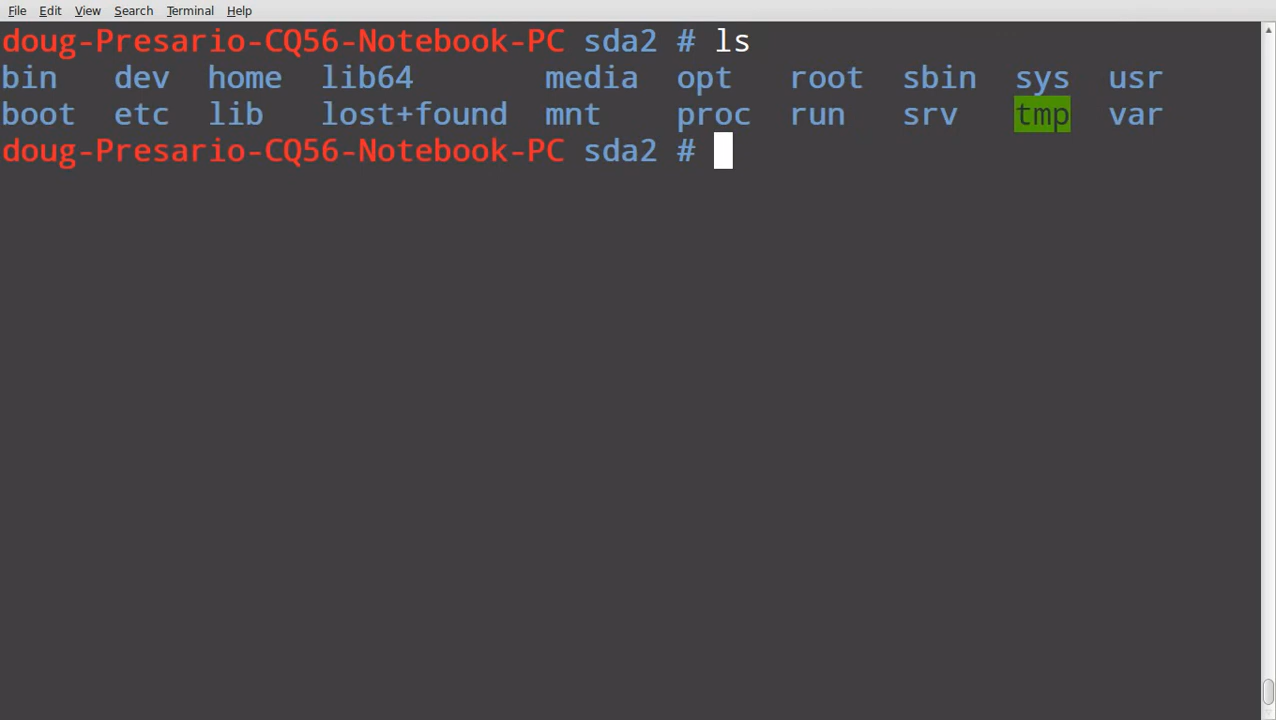 File Edit View Search Terminal Help
doug-Presario-CQ56-Notebook-PC sda2 # ls
bin dev home lib64 media opt root sbin sys usr
boot etc lib lost+found mnt proc run srv tmp var
doug-Presario-CQ56-Notebook-PC sda2 #